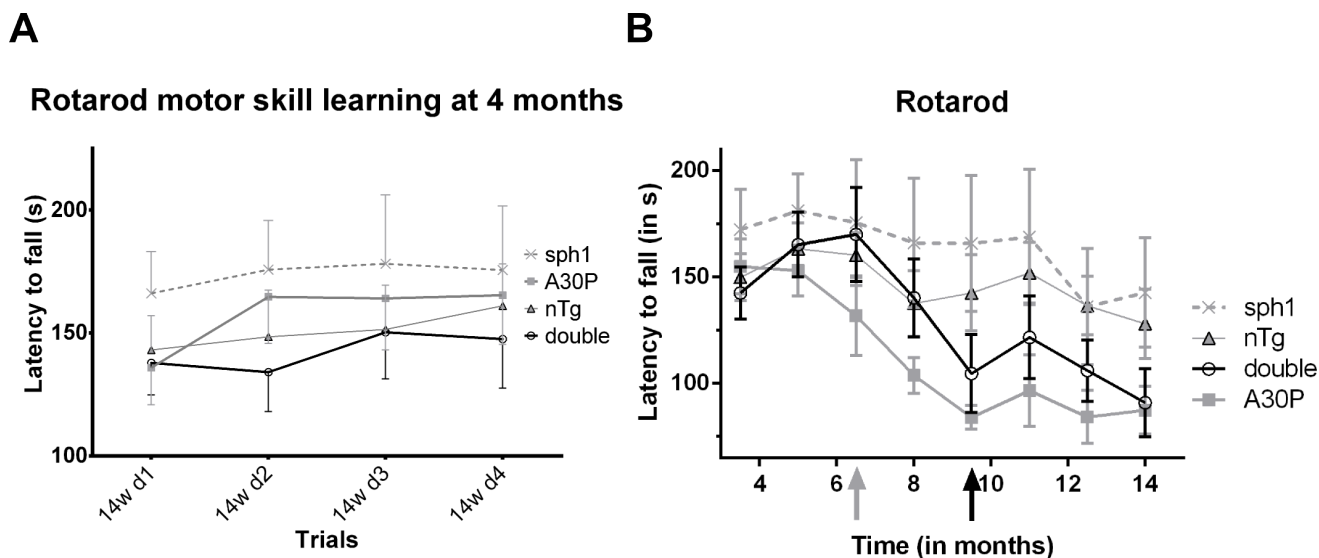 A
Rotarod motor skill learning at 4 months
Latency to fall (s)
200
150
100
14w d1
14w d2
14w d3
14w d4
Trials
sph1
A30P
nTg
double
B
Rotarod
Latency to fall (in s)
200
150
100
4
6
8
10
12
14
Time (in months)
sph1
nTg
double
A30P